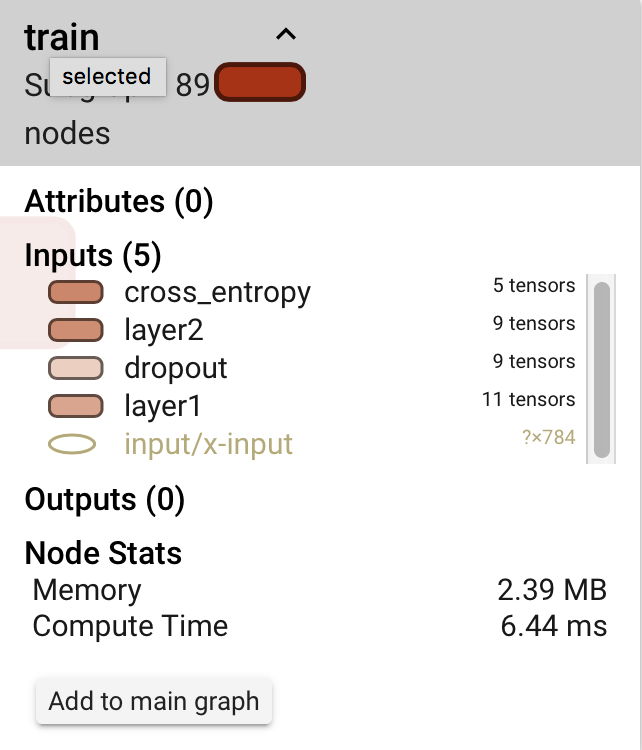 train
selected
89
nodes
Attributes (0)
Inputs (5)
cross_entropy 5 tensors
layer2 9 tensors
dropout 9 tensors
layer1 11 tensors
input/x-input ?×784
Outputs (0)
Node Stats
Memory 2.39 MB
Compute Time 6.44 ms
Add to main graph